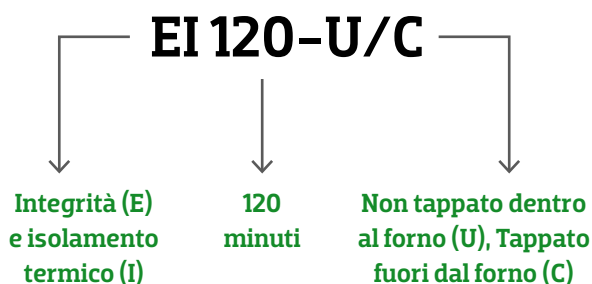 EI 120-U/C
Integrità (E)
e isolamento
termico (I)
120
minuti
Non tappato dentro
al forno (U), Tappato
fuori dal forno (C)